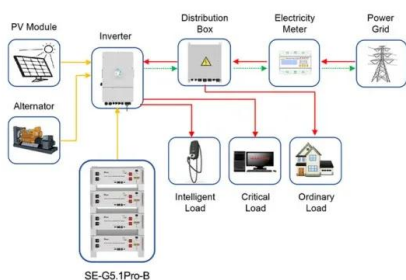 PV Module
Inverter
Distribution
Box
Electricity
Meter
Power
Grid
Alternator
Intelligent
Load
Critical
Load
Ordinary
Load
SE-G5.1Pro-B